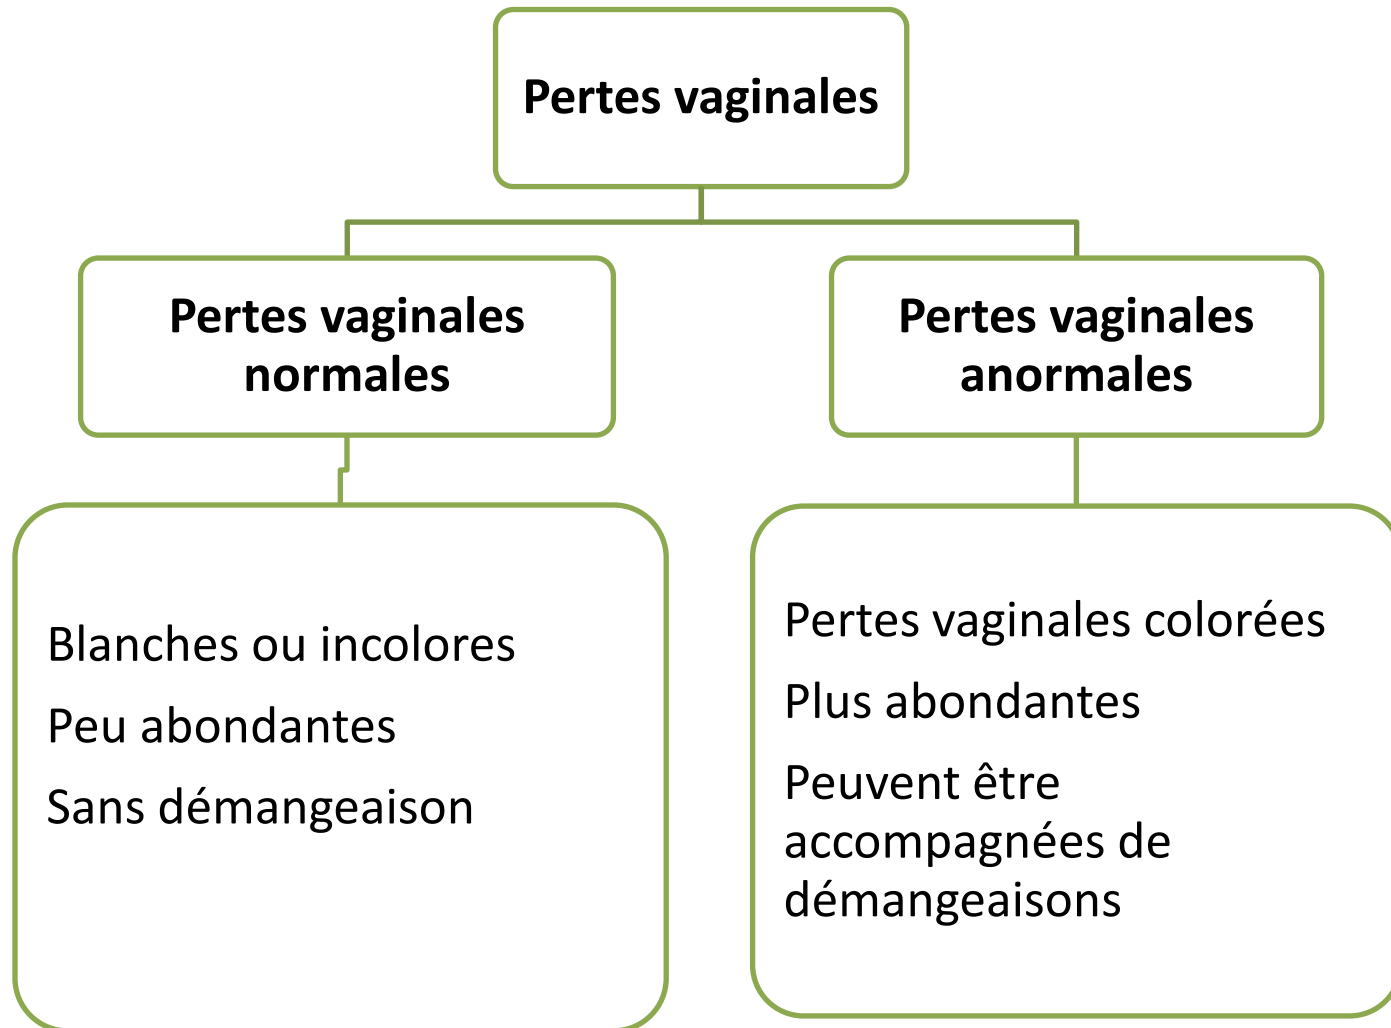 Pertes vaginales
Pertes vaginales
normales
Pertes vaginales
anormales
Blanches ou incolores
Peu abondantes
Sans démangeaison
Pertes vaginales colorées
Plus abondantes
Peuvent être
accompagnées de
démangeaisons